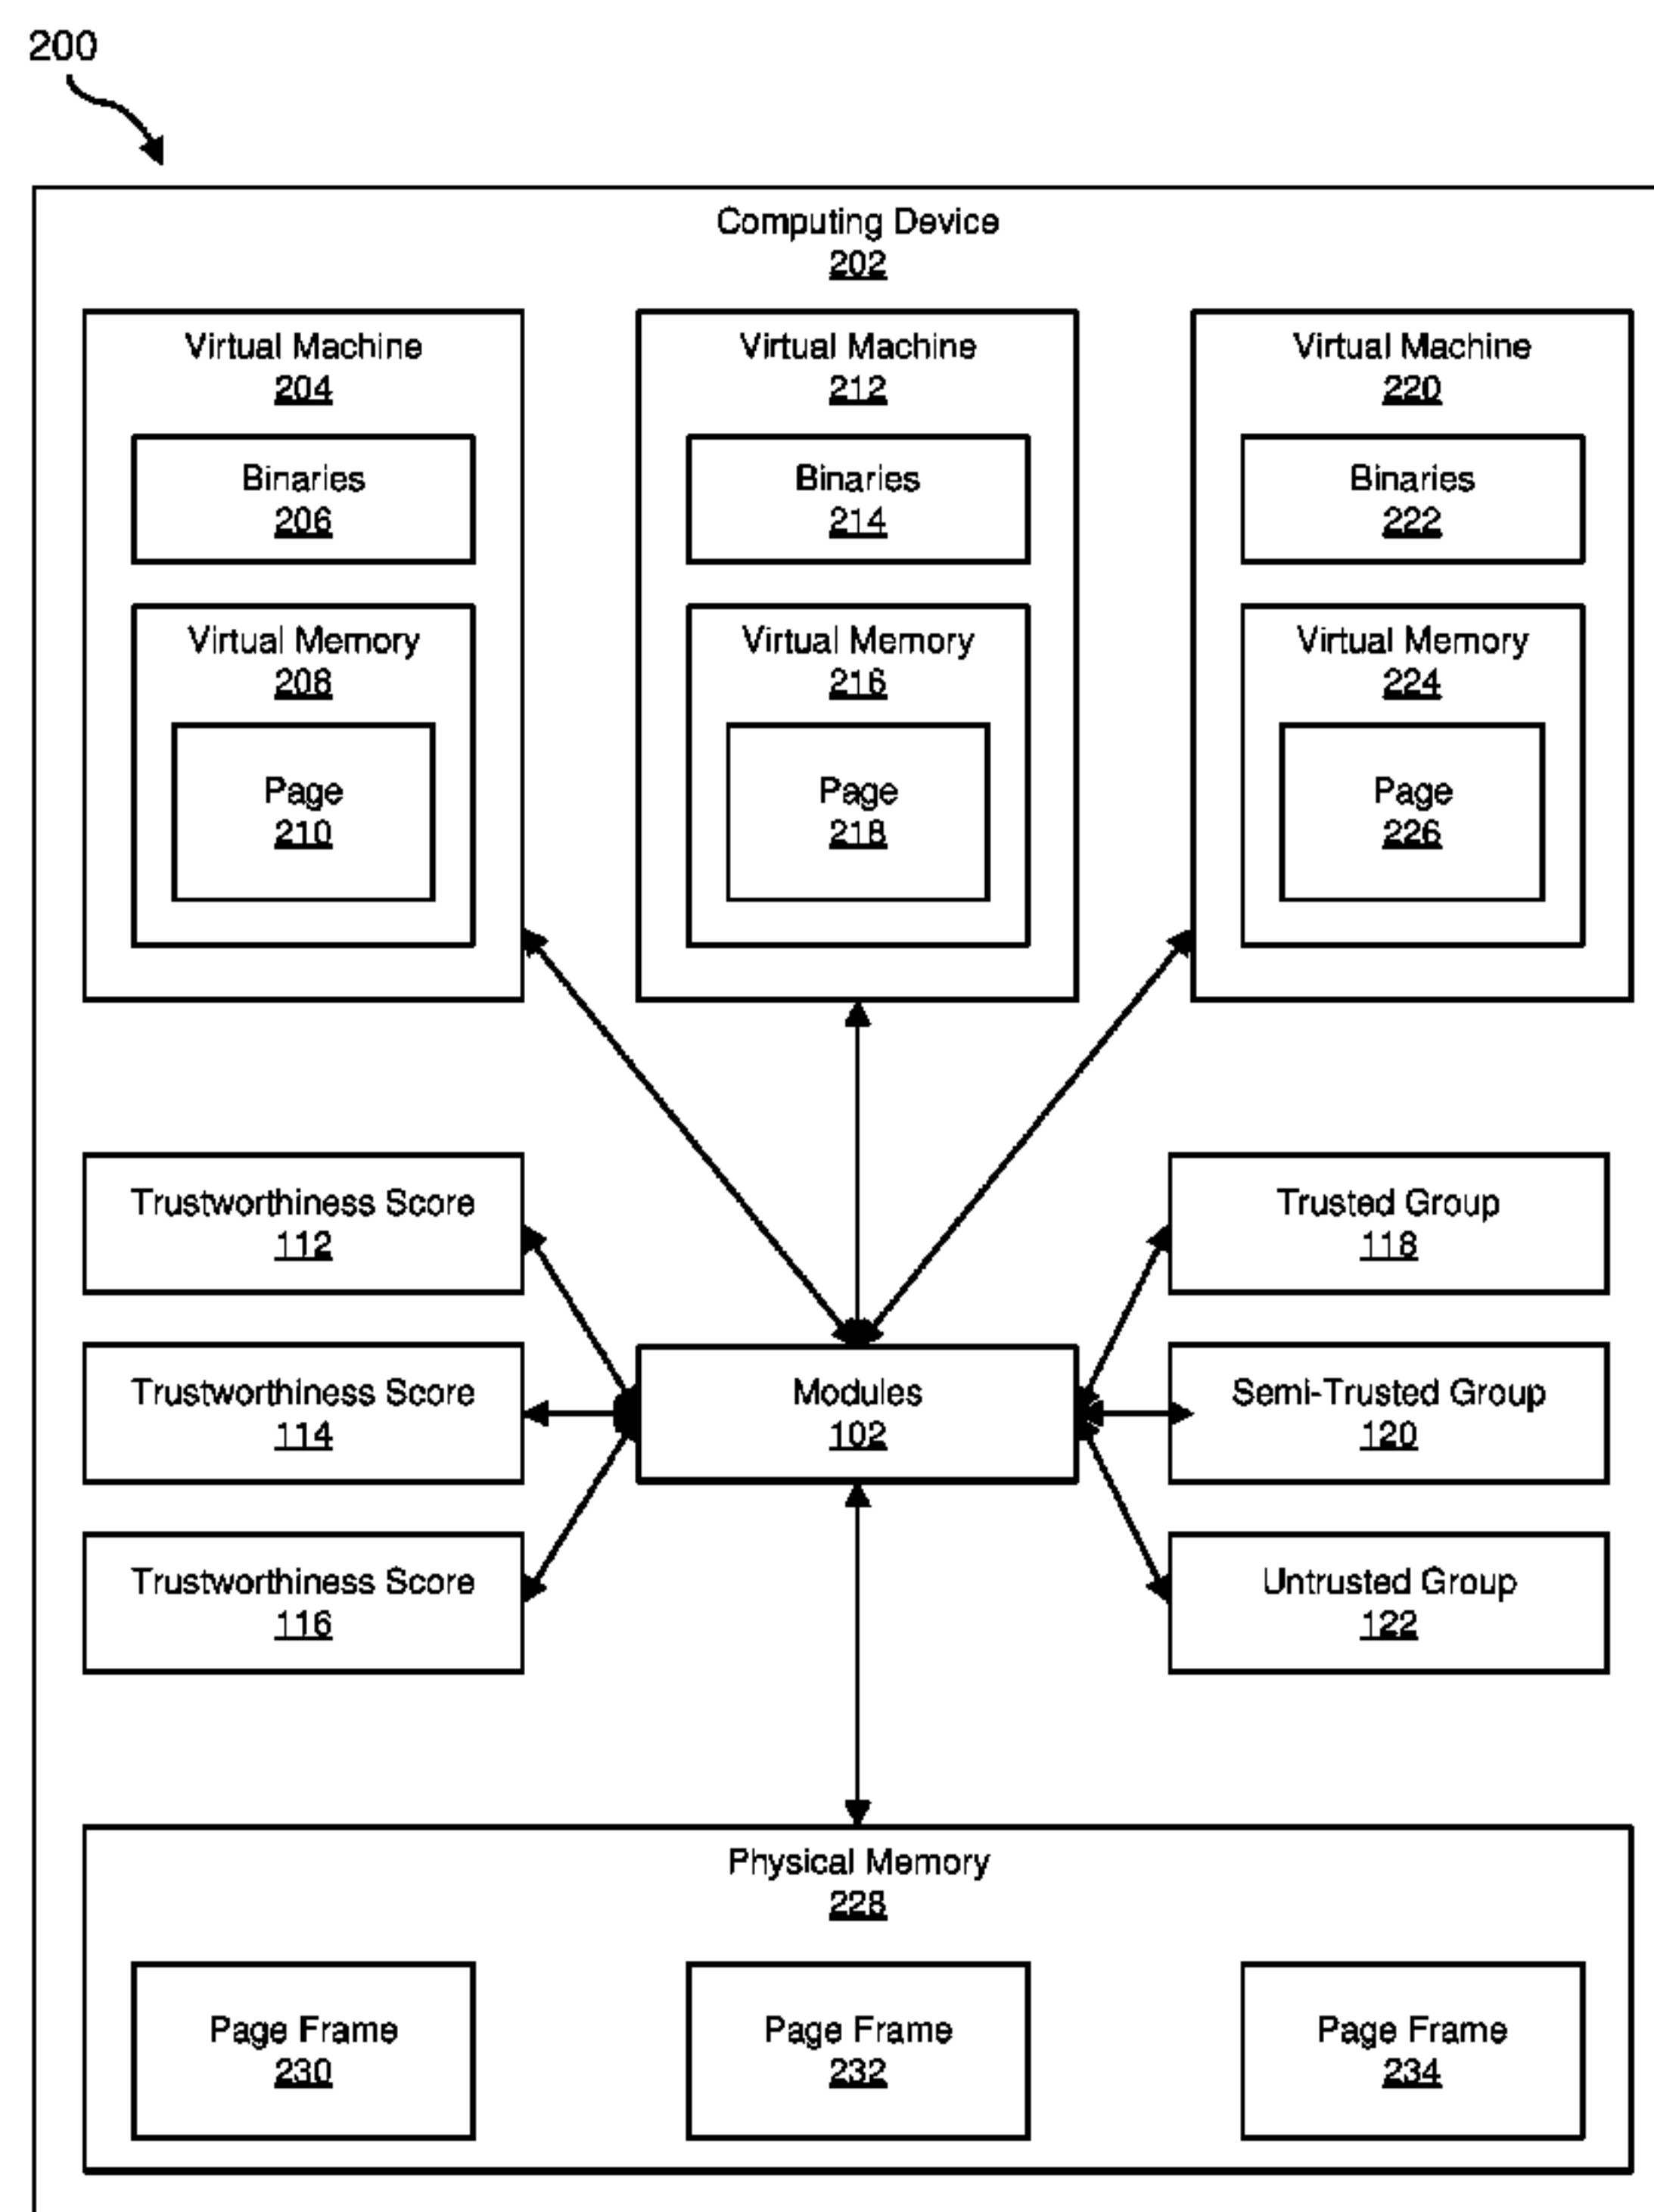 200
Computing Device
202
Virtual Machine
204
Binaries
206
Virtual Memory
208
Page
210
Virtual Machine
212
Binaries
214
Virtual Memory
216
Page
218
Virtual Machine
220
Binaries
222
Virtual Memory
224
Page
226
Trustworthiness Score
112
Trustworthiness Score
114
Trustworthiness Score
116
Modules
102
Trusted Group
118
Semi-Trusted Group
120
Untrusted Group
122
Physical Memory
228
Page Frame
230
Page Frame
232
Page Frame
234